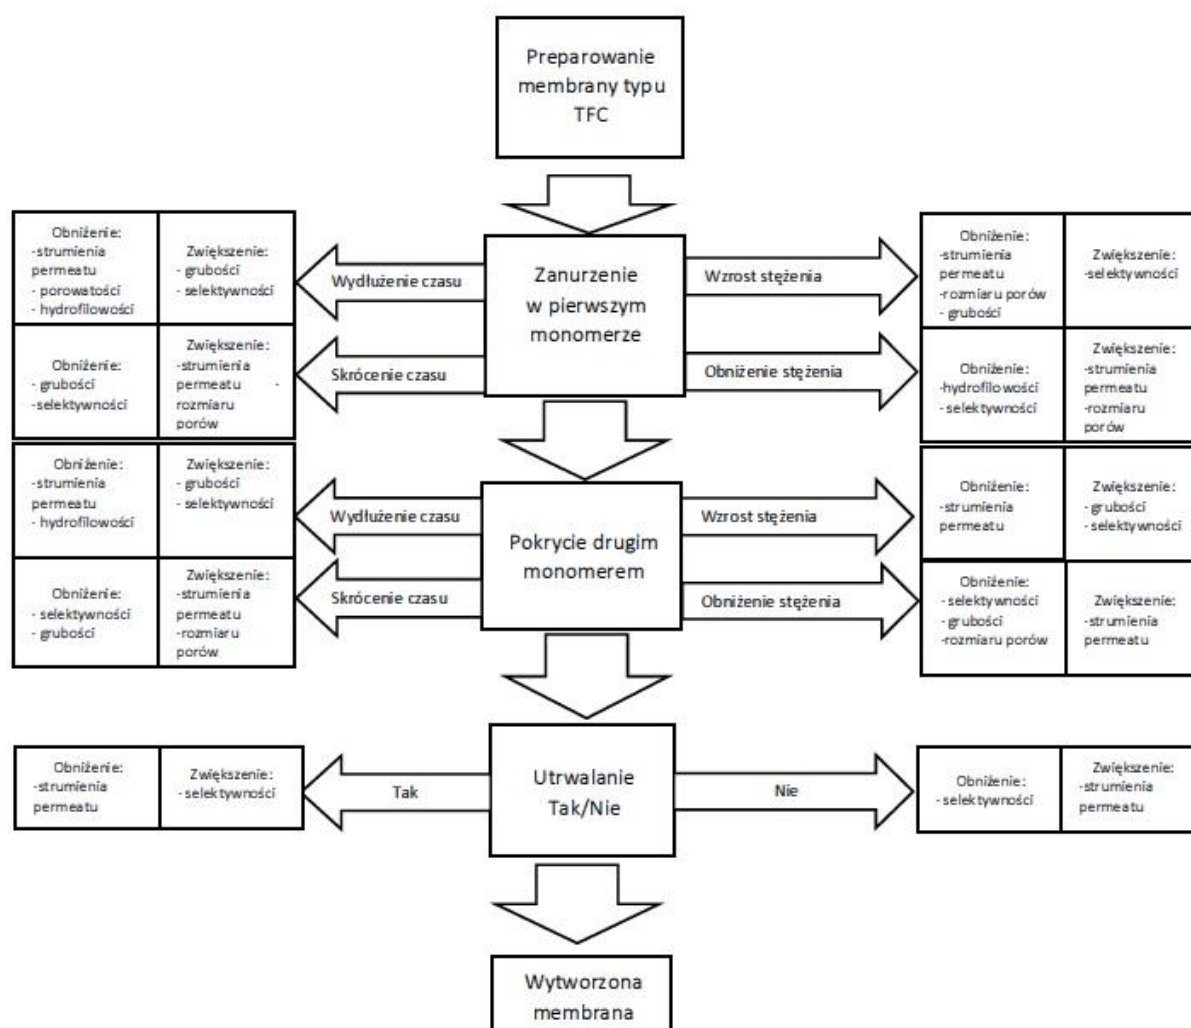 Preparowanie
membrany typu
TFC
Obniżenie:
-strumienia
permeatu
- porowatości
- hydrofilowości
Zwiększenie:
- grubości
- selektywności
Wydłużenie czasu
Zanurzenie
w pierwszym
monomerze
Wzrost stężenia
Obniżenie:
-strumienia
permeatu
-rozmiaru porów
- grubości
Zwiększenie:
-selektywności
Obniżenie:
- grubości
-selektywności
Zwiększenie:
-strumienia
permeatu -
rozmiaru
porów
Skrócenie czasu
Obniżenie stężenia
Obniżenie:
-hydrofilowości
- selektywności
Zwiększenie:
-strumienia
permeatu
-rozmiaru
porów
Obniżenie:
-strumienia
permeatu
- hydrofilowości
Zwiększenie:
- grubości
- selektywności
Wydłużenie czasu
Pokrycie drugim
monomerem
Wzrost stężenia
Obniżenie:
-strumienia
permeatu
Zwiększenie:
- grubości
- selektywności
Obniżenie:
- selektywności
- grubości
Zwiększenie:
-strumienia
permeatu
-rozmiaru
porów
Skrócenie czasu
Obniżenie stężenia
Obniżenie:
- selektywności
- grubości
-rozmiaru porów
Zwiększenie:
-strumienia
permeatu
Obniżenie:
-strumienia
permeatu
Zwiększenie:
- selektywności
Tak
Utrwalanie
Tak/Nie
Nie
Obniżenie:
- selektywności
Zwiększenie:
-strumienia
permeatu
Wytworzona
membrana